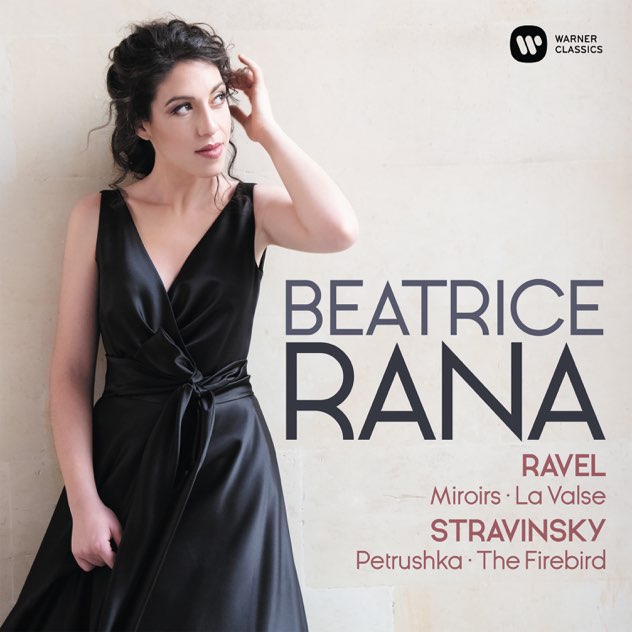 WARNER
CLASSICS
BEATRICE
RANA
RAVEL
Miroirs · La Valse
STRAVINSKY
Petrushka · The Firebird